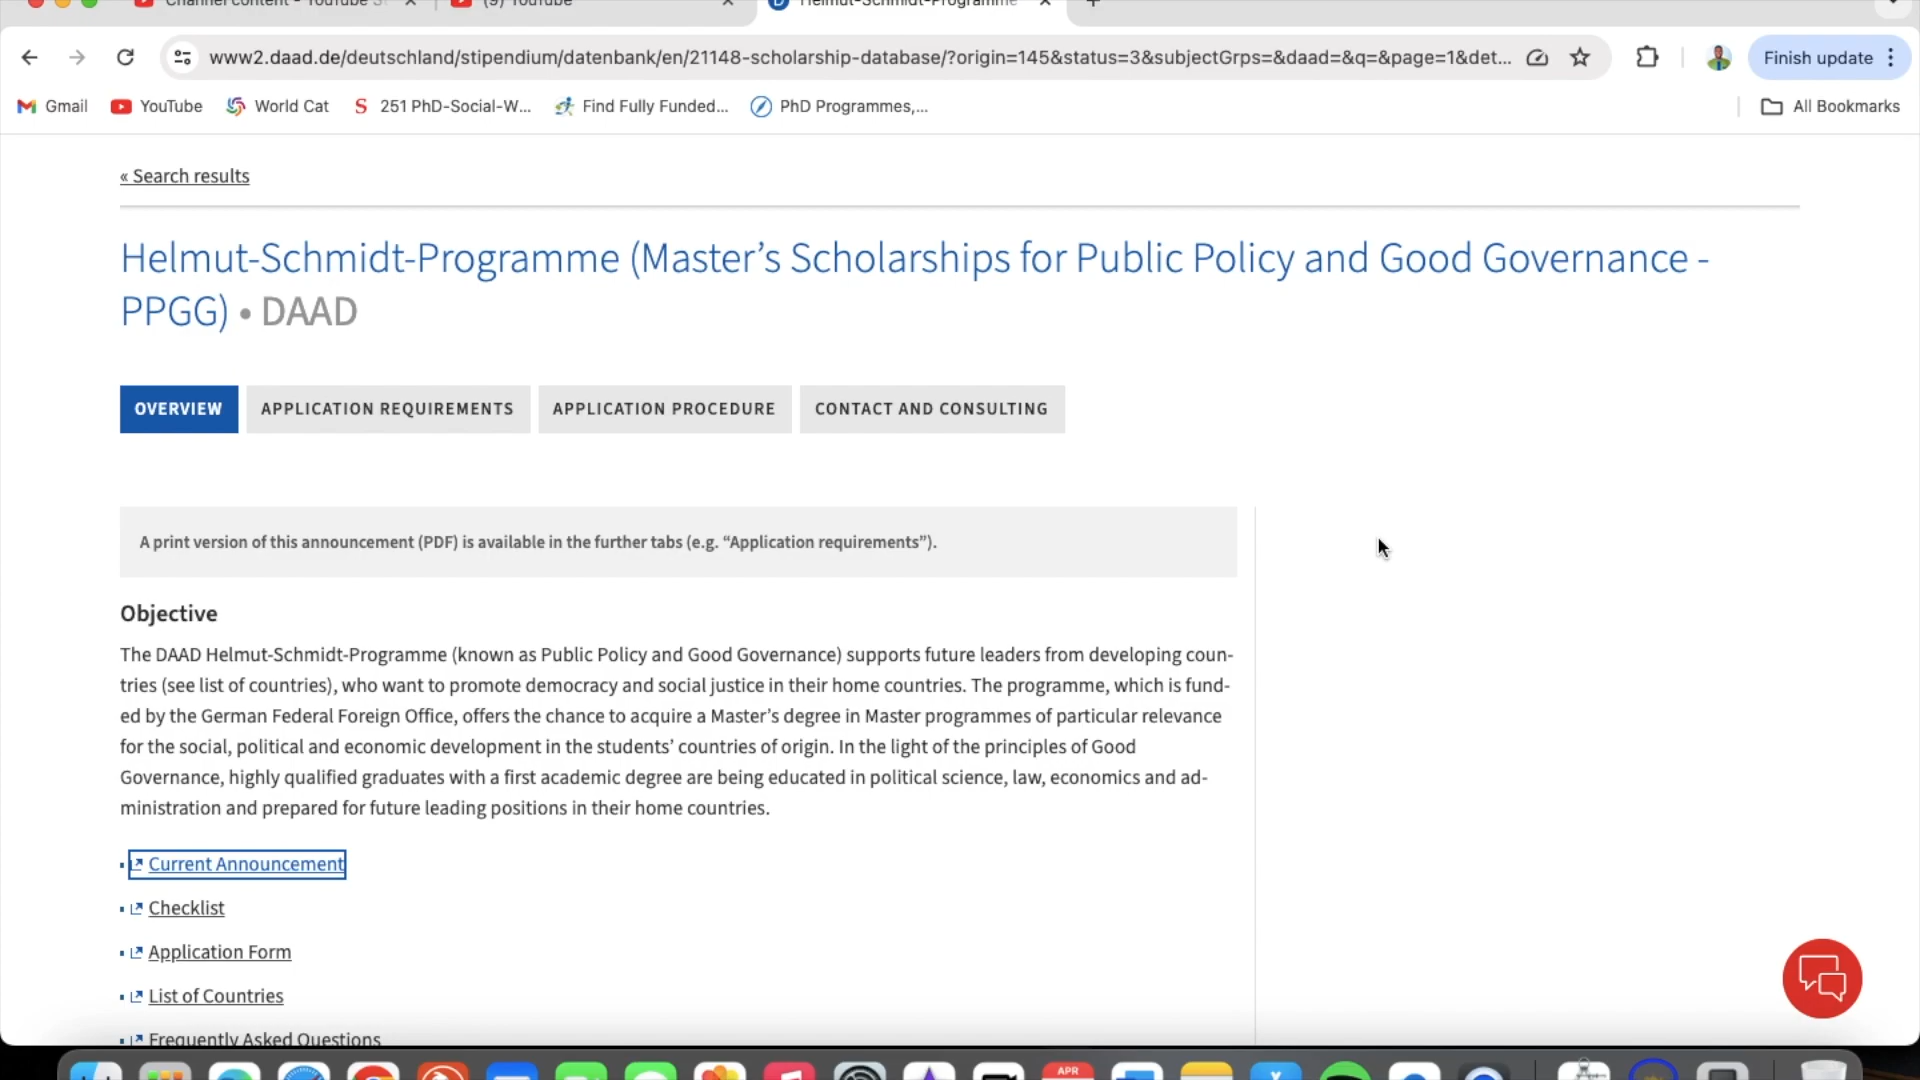 Channel content - YouTube St
(9) YouTube
Helmut-Schmidt-Programme
www2.daad.de/deutschland/stipendium/datenbank/en/21148-scholarship-database/?origin=145&status=3&subjectGrps=&daad=&q=&page=1&det...
Finish update
Gmail
YouTube
World Cat
251 PhD-Social-W...
Find Fully Funded...
PhD Programmes,...
All Bookmarks
« Search results
Helmut-Schmidt-Programme (Master’s Scholarships for Public Policy and Good Governance -
PPGG) • DAAD
OVERVIEW
APPLICATION REQUIREMENTS
APPLICATION PROCEDURE
CONTACT AND CONSULTING
A print version of this announcement (PDF) is available in the further tabs (e.g. “Application requirements”).
Objective
The DAAD Helmut-Schmidt-Programme (known as Public Policy and Good Governance) supports future leaders from developing coun-
tries (see list of countries), who want to promote democracy and social justice in their home countries. The programme, which is fund-
ed by the German Federal Foreign Office, offers the chance to acquire a Master’s degree in Master programmes of particular relevance
for the social, political and economic development in the students’ countries of origin. In the light of the principles of Good
Governance, highly qualified graduates with a first academic degree are being educated in political science, law, economics and ad-
ministration and prepared for future leading positions in their home countries.
Current Announcement
Checklist
Application Form
List of Countries
Frequently Asked Questions
APR